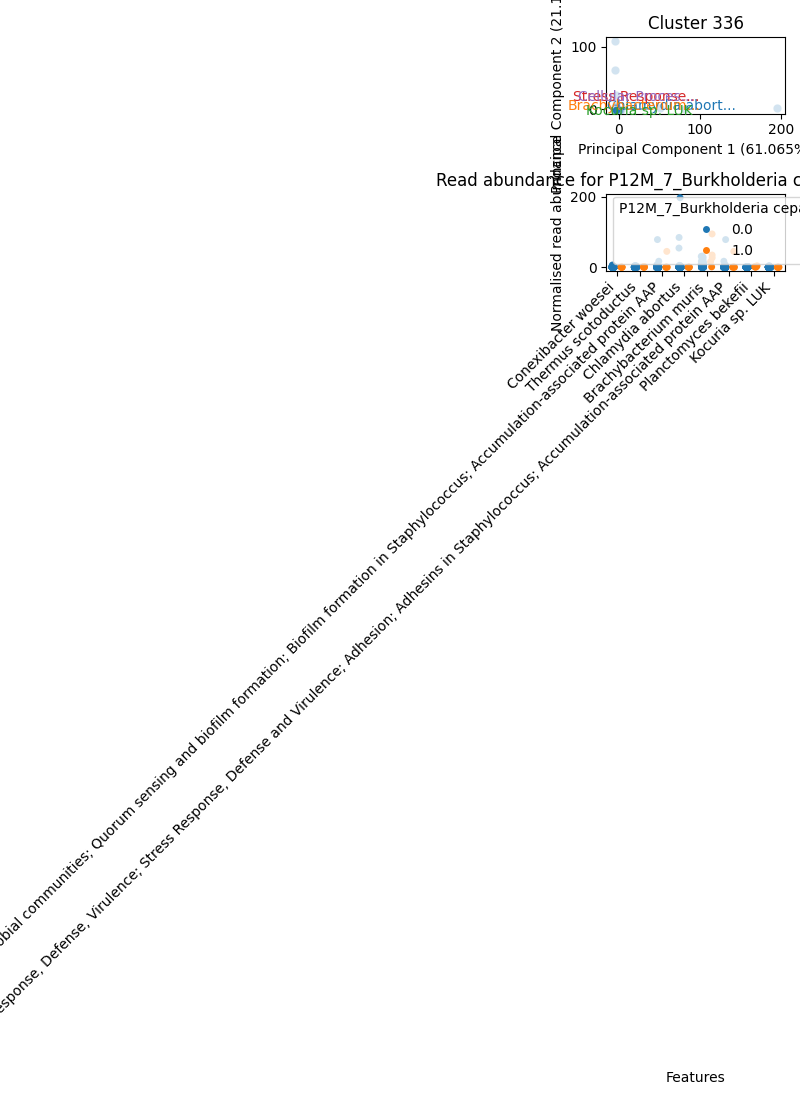 Cluster 336
Principal Component 2 (21.1
100
0
Stress Response...
Brachybacterium m...
Chlamydia abort...
Kocuria sp. LUK
0
100
200
Principal Component 1 (61.065%
Read abundance for P12M_7_Burkholderia c
Normalised read abundance
200
0
P12M_7_Burkholderia cepa
0.0
1.0
Conexibacter woesei
Thermus scotoductus
obial communities; Quorum sensing and biofilm formation; Biofilm formation in Staphylococcus; Accumulation-associated protein AAP
Chlamydia abortus
Brachybacterium muris
esponse, Defense, Virulence; Stress Response, Defense and Virulence; Adhesion; Adhesins in Staphylococcus; Accumulation-associated protein AAP
Planctomyces bekefii
Kocuria sp. LUK
Features